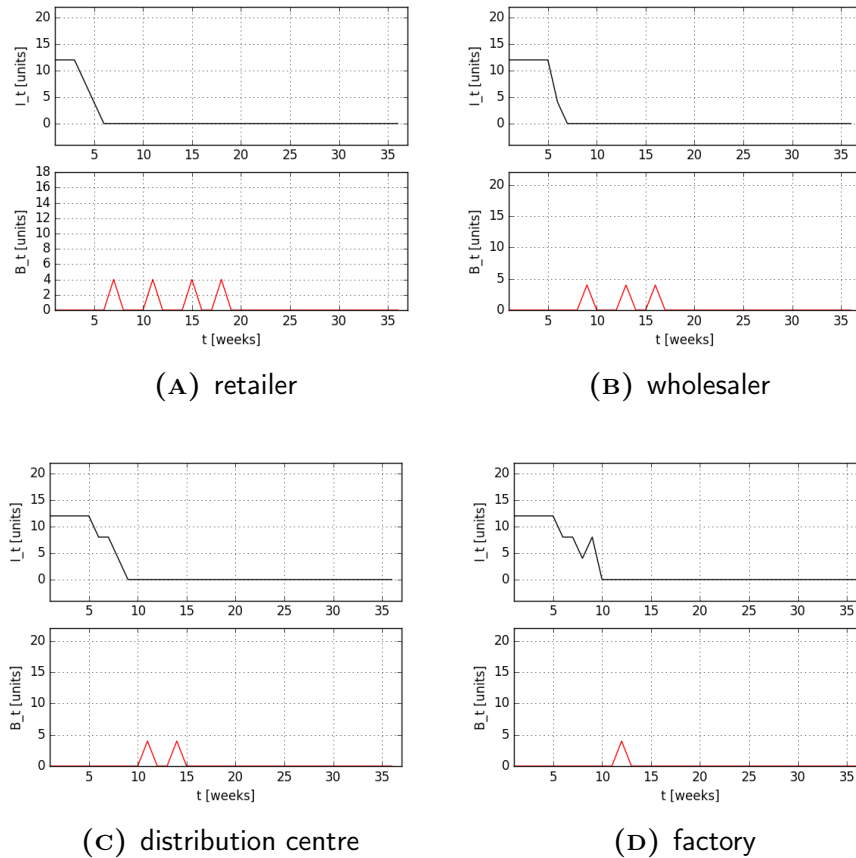 I_t [units]
20
15
10
5
0
5 10 15 20 25 30 35
B_t [units]
18
16
14
12
10
8
6
4
2
0
5 10 15 20 25 30 35
t [weeks]
(A) retailer
I_t [units]
20
15
10
5
0
5 10 15 20 25 30 35
B_t [units]
20
15
10
5
0
5 10 15 20 25 30 35
t [weeks]
(B) wholesaler
I_t [units]
20
15
10
5
0
5 10 15 20 25 30 35
B_t [units]
20
15
10
5
0
5 10 15 20 25 30 35
t [weeks]
(C) distribution centre
I_t [units]
20
15
10
5
0
5 10 15 20 25 30 35
B_t [units]
20
15
10
5
0
5 10 15 20 25 30 35
t [weeks]
(D) factory